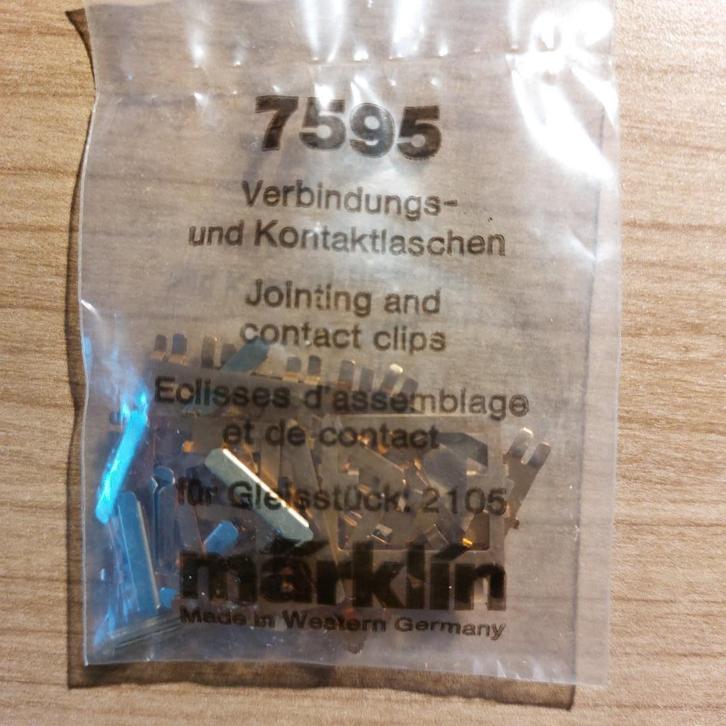 7595
Verbindungs-
und Kontaktlaschen
Jointing and
contact clips
Eclisses d'assemblage
et de contact
für Gleisstück: 2105
märklin
Made in Western Germany